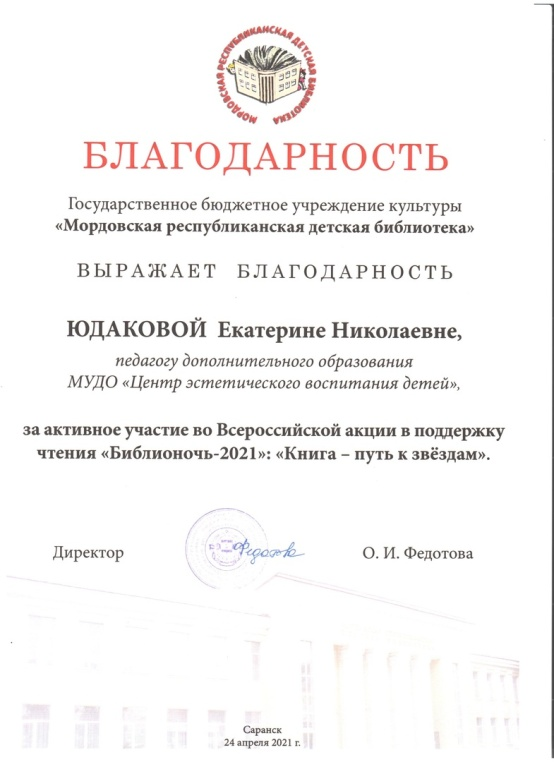 МОРДОВСКАЯ РЕСПУБЛИКАНСКАЯ ДЕТСКАЯ БИБЛИОТЕКА
БЛАГОДАРНОСТЬ
Государственное бюджетное учреждение культуры
«Мордовская республиканская детская библиотека»
ВЫРАЖАЕТ БЛАГОДАРНОСТЬ
ЮДАКОВОЙ Екатерине Николаевне,
педагогу дополнительного образования
МУДО «Центр эстетического воспитания детей»,
за активное участие во Всероссийской акции в поддержку
чтения «Библионочь-2021»: «Книга – путь к звёздам».
Директор
Федотова
О. И. Федотова
Саранск
24 апреля 2021 г.